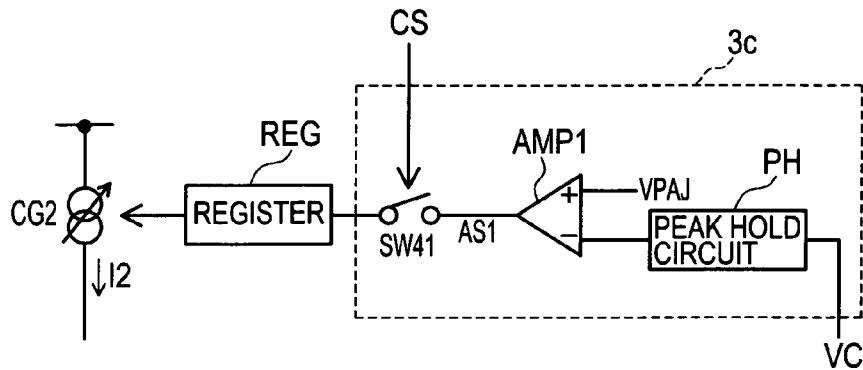 CS
3c
REG
AMP1
PH
CG2
REGISTER
SW41
AS1
+
−
VPAJ
PEAK HOLD
CIRCUIT
I2
VC